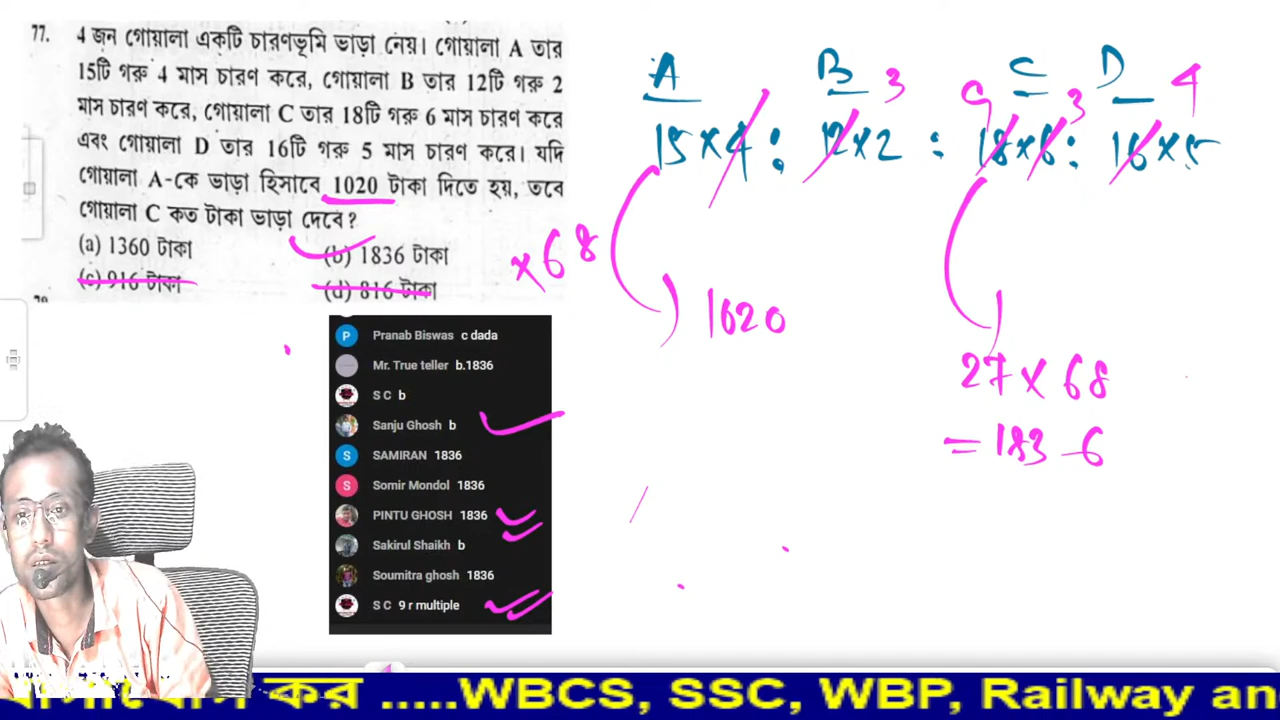 77. 4 জন গোয়ালা একটি চারণভূমি ভাড়া নেয়। গোয়ালা A তার
15টি গরু 4 মাস চারণ করে, গোয়ালা B তার 12টি গরু 2
মাস চারণ করে, গোয়ালা C তার 18টি গরু 6 মাস চারণ করে
এবং গোয়ালা D তার 16টি গরু 5 মাস চারণ করে। যদি
গোয়ালা A-কে ভাড়া হিসাবে 1020 টাকা দিতে হয়, তবে
গোয়ালা C কত টাকা ভাড়া দেবে?
(a) 1360 টাকা (b) 1836 টাকা
(c) 916 টাকা (d) 816 টাকা
A B 3 9 C 3 D 4
15×4 : 12×2 : 18×6 : 16×5
×68
1020
27×68
=1836
Pranab Biswas c dada
Mr. True teller b.1836
S C b
Sanju Ghosh b
SAMIRAN 1836
Somir Mondol 1836
PINTU GHOSH 1836
Sakirul Shaikh b
Soumitra ghosh 1836
S C 9 r multiple
কর .....WBCS, SSC, WBP, Railway an